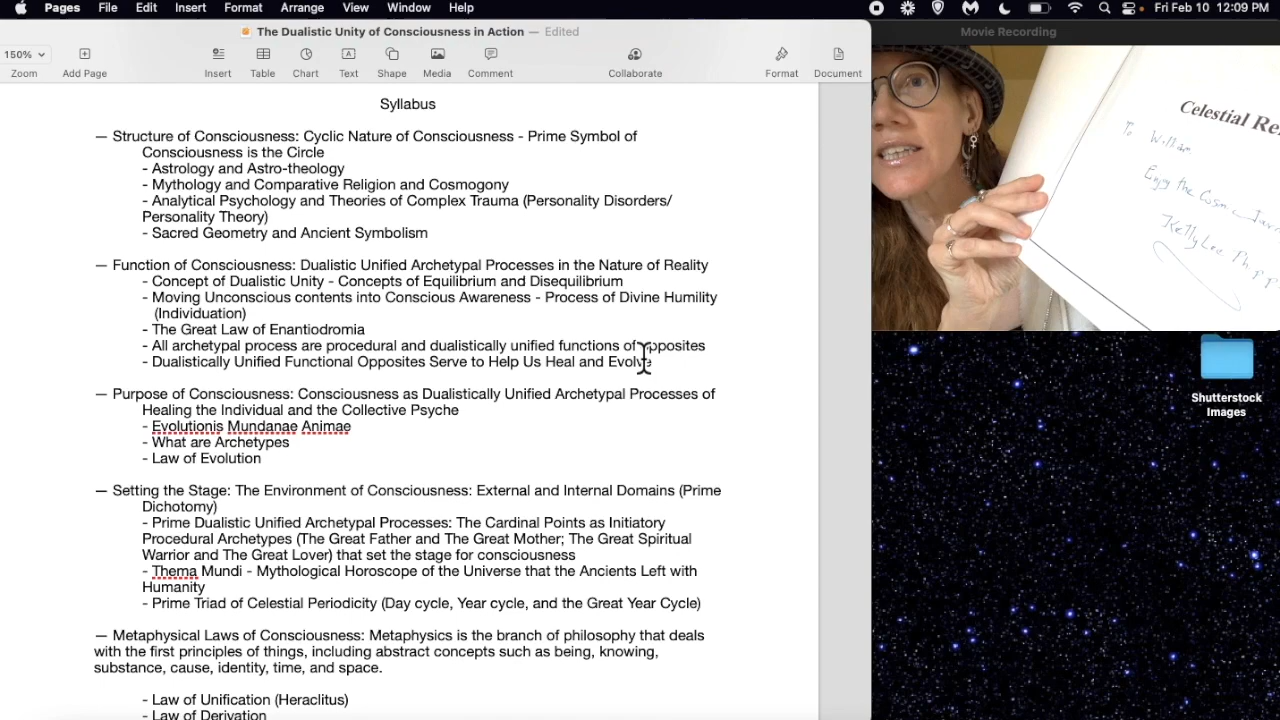 Pages File Edit Insert Format Arrange View Window Help
Fri Feb 10 12:09 PM
The Dualistic Unity of Consciousness in Action — Edited
Movie Recording
150%
Zoom
Add Page
Insert
Table
Chart
Text
Shape
Media
Comment
Collaborate
Format
Document
Syllabus
— Structure of Consciousness: Cyclic Nature of Consciousness - Prime Symbol of
Consciousness is the Circle
- Astrology and Astro-theology
- Mythology and Comparative Religion and Cosmogony
- Analytical Psychology and Theories of Complex Trauma (Personality Disorders/
Personality Theory)
- Sacred Geometry and Ancient Symbolism
— Function of Consciousness: Dualistic Unified Archetypal Processes in the Nature of Reality
- Concept of Dualistic Unity - Concepts of Equilibrium and Disequilibrium
- Moving Unconscious contents into Conscious Awareness - Process of Divine Humility
(Individuation)
- The Great Law of Enantiodromia
- All archetypal process are procedural and dualistically unified functions of opposites
- Dualistically Unified Functional Opposites Serve to Help Us Heal and Evolve
— Purpose of Consciousness: Consciousness as Dualistically Unified Archetypal Processes of
Healing the Individual and the Collective Psyche
- Evolutionis Mundanae Animae
- What are Archetypes
- Law of Evolution
— Setting the Stage: The Environment of Consciousness: External and Internal Domains (Prime
Dichotomy)
- Prime Dualistic Unified Archetypal Processes: The Cardinal Points as Initiatory
Procedural Archetypes (The Great Father and The Great Mother; The Great Spiritual
Warrior and The Great Lover) that set the stage for consciousness
- Thema Mundi - Mythological Horoscope of the Universe that the Ancients Left with
Humanity
- Prime Triad of Celestial Periodicity (Day cycle, Year cycle, and the Great Year Cycle)
— Metaphysical Laws of Consciousness: Metaphysics is the branch of philosophy that deals
with the first principles of things, including abstract concepts such as being, knowing,
substance, cause, identity, time, and space.
- Law of Unification (Heraclitus)
- Law of Derivation
Celestial Re
To William
Enjoy the Cosmic
Kelly Lee
Shutterstock
Images